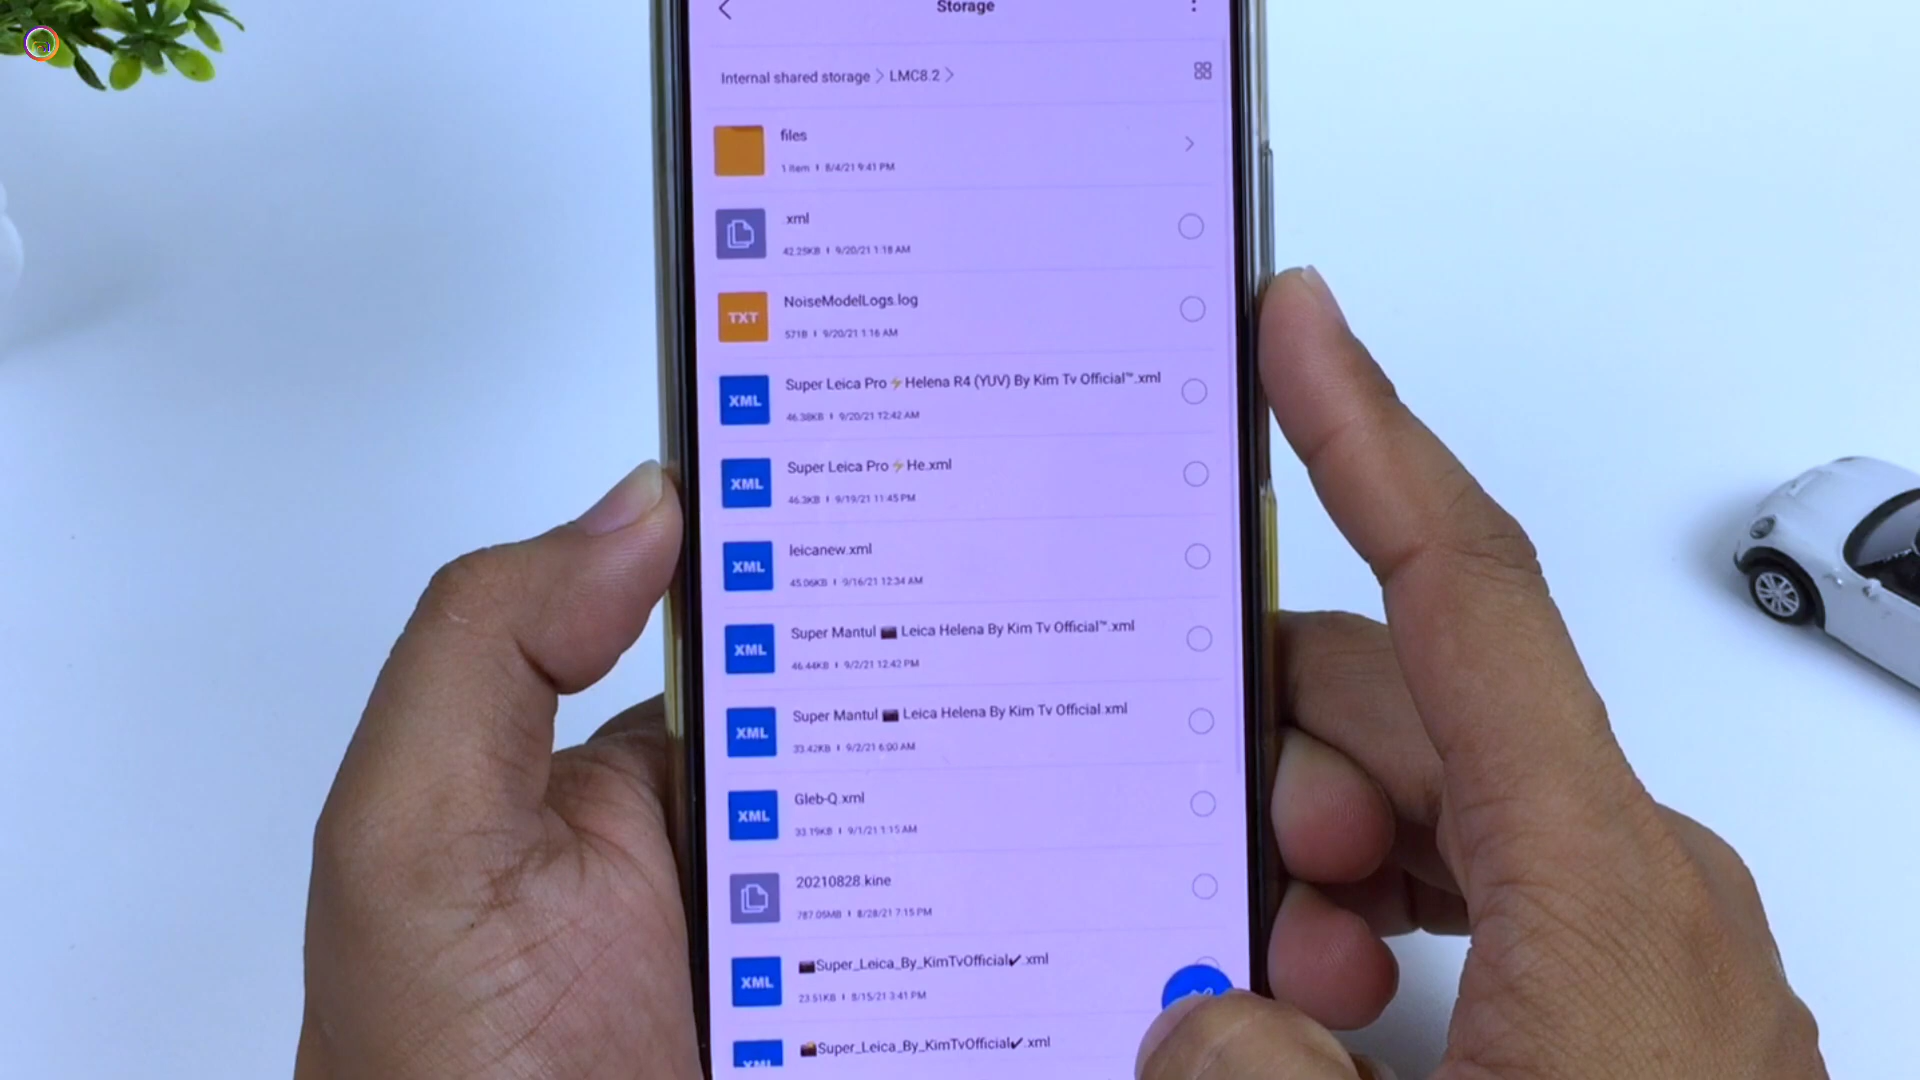 Storage
Internal shared storage > LMC8.2 >
files
1 item | 8/4/21 9:41 PM
.xml
42.25KB | 9/20/21 1:18 AM
TXT
NoiseModelLogs.log
571B | 9/20/21 1:16 AM
XML
Super Leica Pro⚡Helena R4 (YUV) By Kim Tv Official™.xml
46.38KB | 9/20/21 12:42 AM
XML
Super Leica Pro⚡He.xml
46.3KB | 9/19/21 11:45 PM
XML
leicanew.xml
45.06KB | 9/16/21 12:34 AM
XML
Super Mantul 📷 Leica Helena By Kim Tv Official™.xml
46.44KB | 9/2/21 12:42 PM
XML
Super Mantul 📷 Leica Helena By Kim Tv Official.xml
33.42KB | 9/2/21 6:00 AM
XML
Gleb-Q.xml
33.19KB | 9/1/21 1:15 AM
20210828.kine
787.05MB | 8/28/21 7:15 PM
XML
📷Super_Leica_By_KimTvOfficial✔.xml
23.51KB | 8/15/21 3:41 PM
XML
📸Super_Leica_By_KimTvOfficial✔.xml